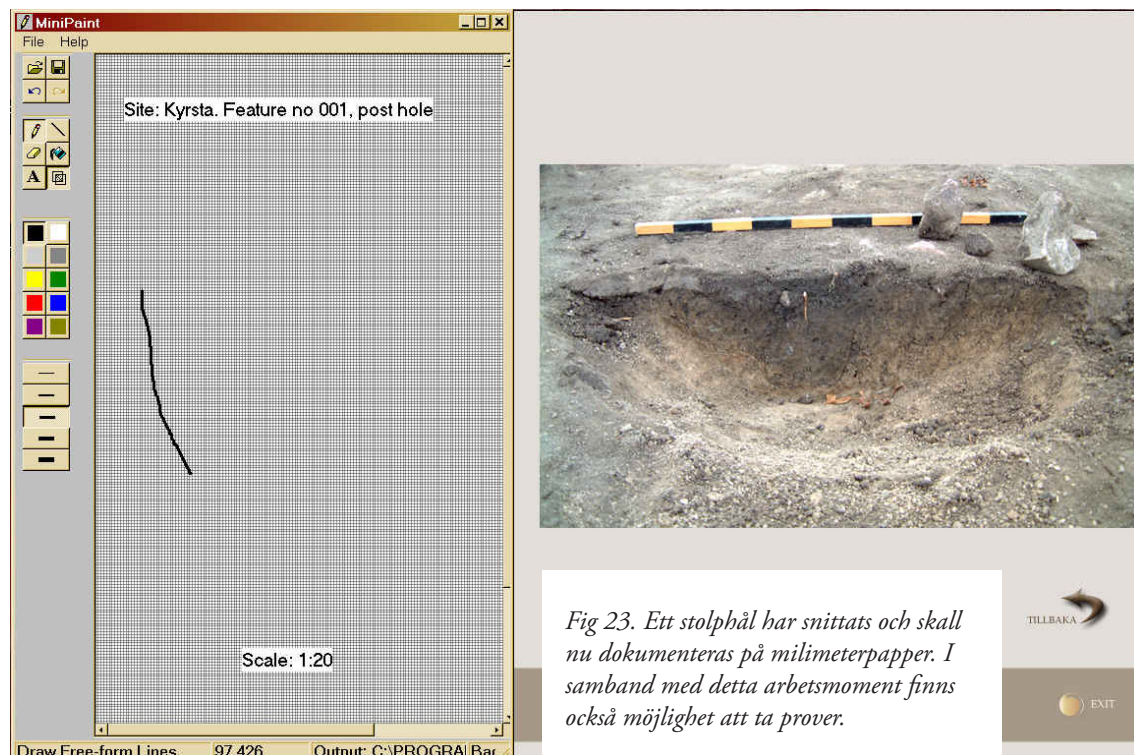 MiniPaint
File Help
Site: Kyrsta. Feature no 001, post hole
A
Scale: 1:20
Draw Free-form Lines 97,426 Output: C:\PROGRA Bar
Fig 23. Ett stolphål har snittats och skall
nu dokumenteras på milimeterpapper. I
samband med detta arbetsmoment finns
också möjlighet att ta prover.
TILLBAKA
EXIT